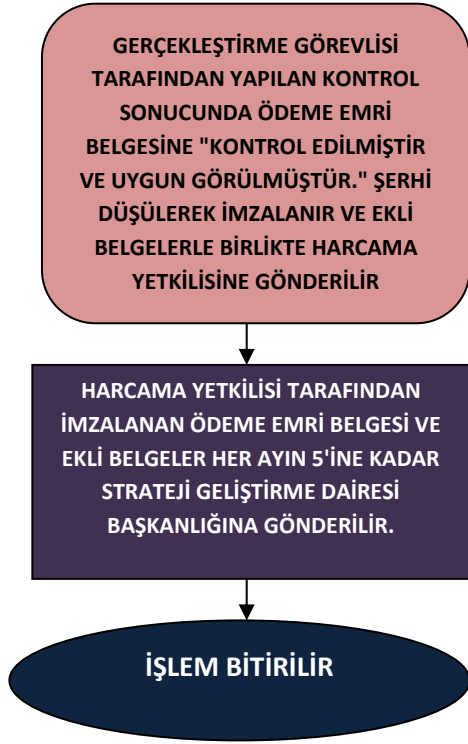 GERÇEKLEŞTİRME GÖREVLİSİ
TARAFINDAN YAPILAN KONTROL
SONUCUNDA ÖDEME EMRİ
BELGESİNE "KONTROL EDİLMİŞTİR
VE UYGUN GÖRÜLMÜŞTÜR." ŞERHİ
DÜŞÜLEREK İMZALANIR VE EKLİ
BELGELERLE BİRLİKTE HARCAMA
YETKİLİSİNE GÖNDERİLİR
HARCAMA YETKİLİSİ TARAFINDAN
İMZALANAN ÖDEME EMRİ BELGESİ VE
EKLİ BELGELER HER AYIN 5'İNE KADAR
STRATEJİ GELİŞTİRME DAİRESİ
BAŞKANLIĞINA GÖNDERİLİR.
İŞLEM BİTİRİLİR